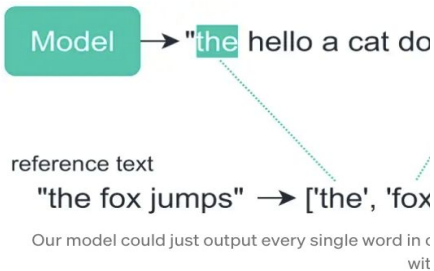 Model → "the hello a cat do
reference text
"the fox jumps" → ['the', 'fox
Our model could just output every single word in
wit